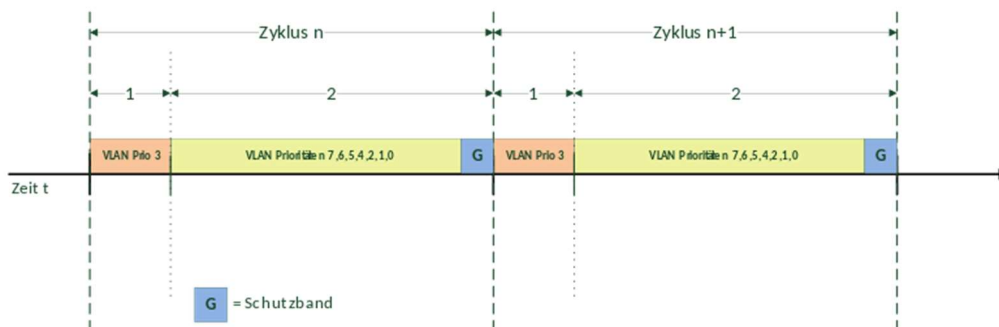 Zyklus n Zyklus n+1
1 2 1 2
VLAN Prio 3 VLAN Prioritäten 7,6,5,4,2,1,0 G VLAN Prio 3 VLAN Prioritäten 7,6,5,4,2,1,0 G
Zeit t
G = Schutzband